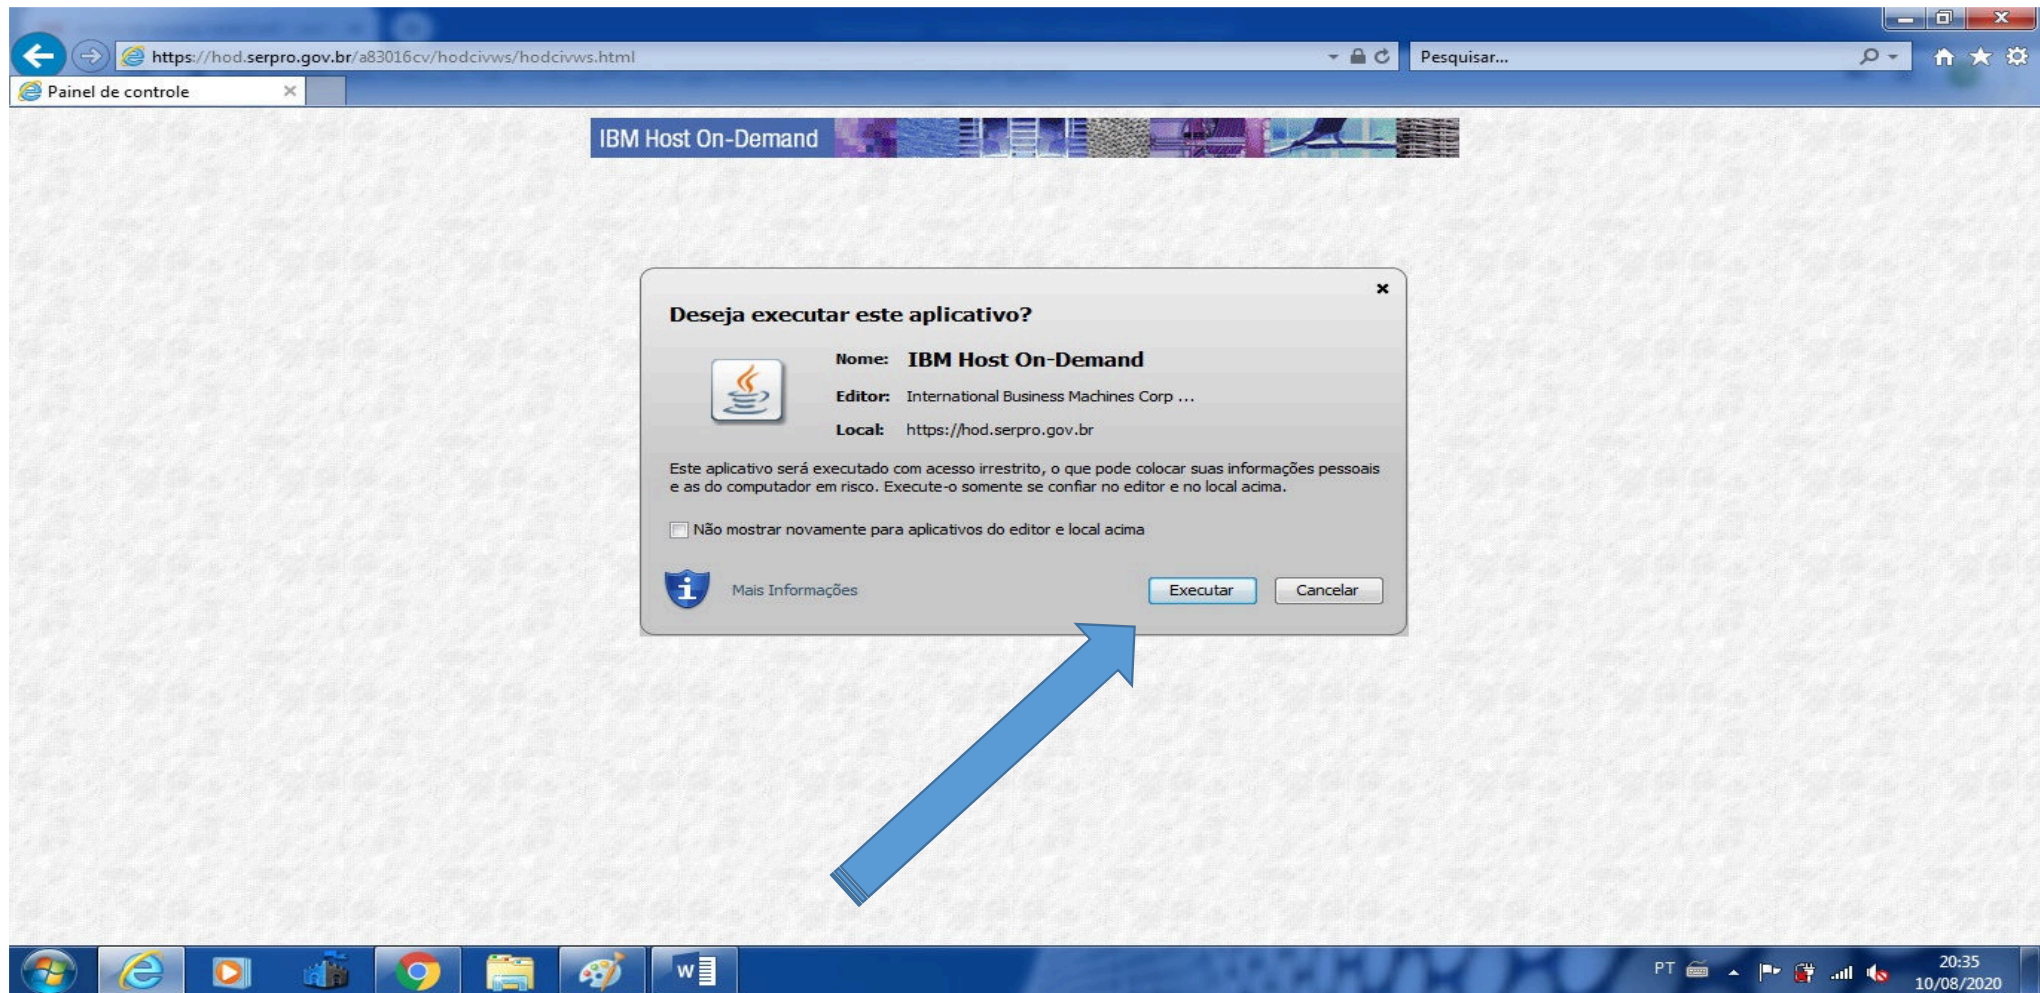 https://hod.serpro.gov.br/a83016cv/hodcivws/hodcivws.html
Pesquisar...
Painel de controle
IBM Host On-Demand
Deseja executar este aplicativo?
Nome: IBM Host On-Demand
Editor: International Business Machines Corp ...
Local: https://hod.serpro.gov.br
Este aplicativo será executado com acesso irrestrito, o que pode colocar suas informações pessoais
e as do computador em risco. Execute-o somente se confiar no editor e no local acima.
Não mostrar novamente para aplicativos do editor e local acima
Mais Informações
Executar
Cancelar
W
PT
20:35
10/08/2020